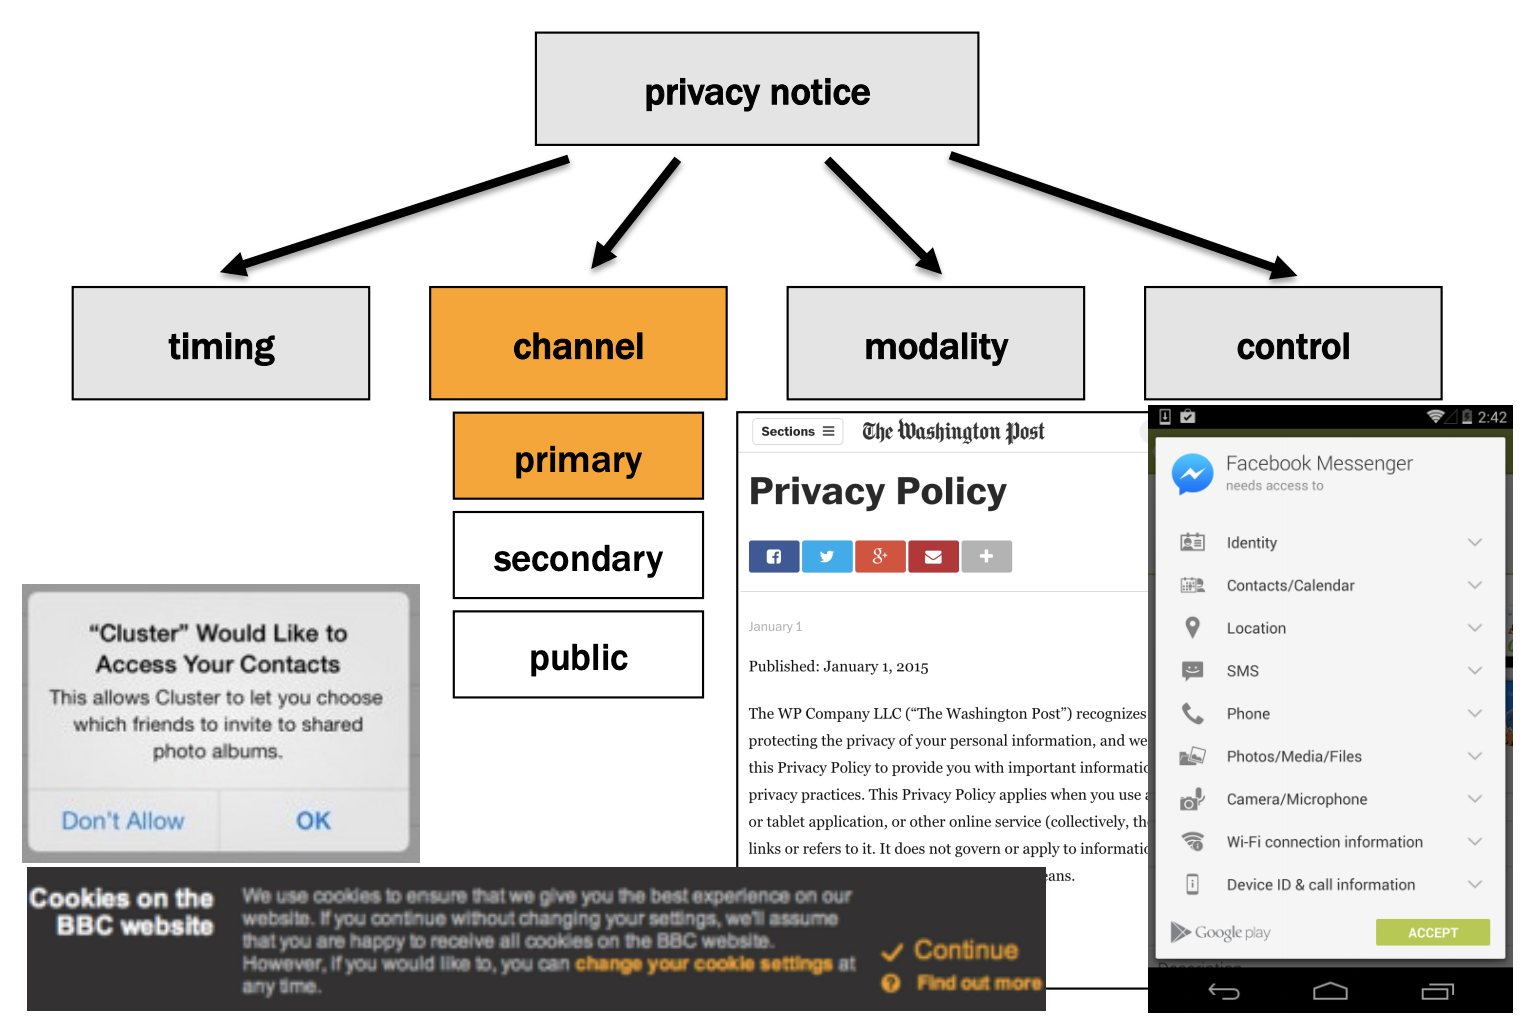 privacy notice
timing
channel
modality
control
primary
secondary
public
“Cluster” Would Like to
Access Your Contacts
This allows Cluster to let you choose
which friends to invite to shared
photo albums.
Don't Allow
OK
Sections
The Washington Post
Privacy Policy
g+
January 1
Published: January 1, 2015
The WP Company LLC (“The Washington Post”) recognizes
protecting the privacy of your personal information, and we
this Privacy Policy to provide you with important informatio
privacy practices. This Privacy Policy applies when you use a
or tablet application, or other online service (collectively, th
links or refers to it. It does not govern or apply to informatio
eans.
2:42
Facebook Messenger
needs access to
Identity
Contacts/Calendar
Location
SMS
Phone
Photos/Media/Files
Camera/Microphone
Wi-Fi connection information
Device ID & call information
Google play
ACCEPT
Cookies on the
BBC website
We use cookies to ensure that we give you the best experience on our
website. If you continue without changing your settings, we'll assume
that you are happy to receive all cookies on the BBC website.
However, if you would like to, you can change your cookie settings at
any time.
Continue
Find out more